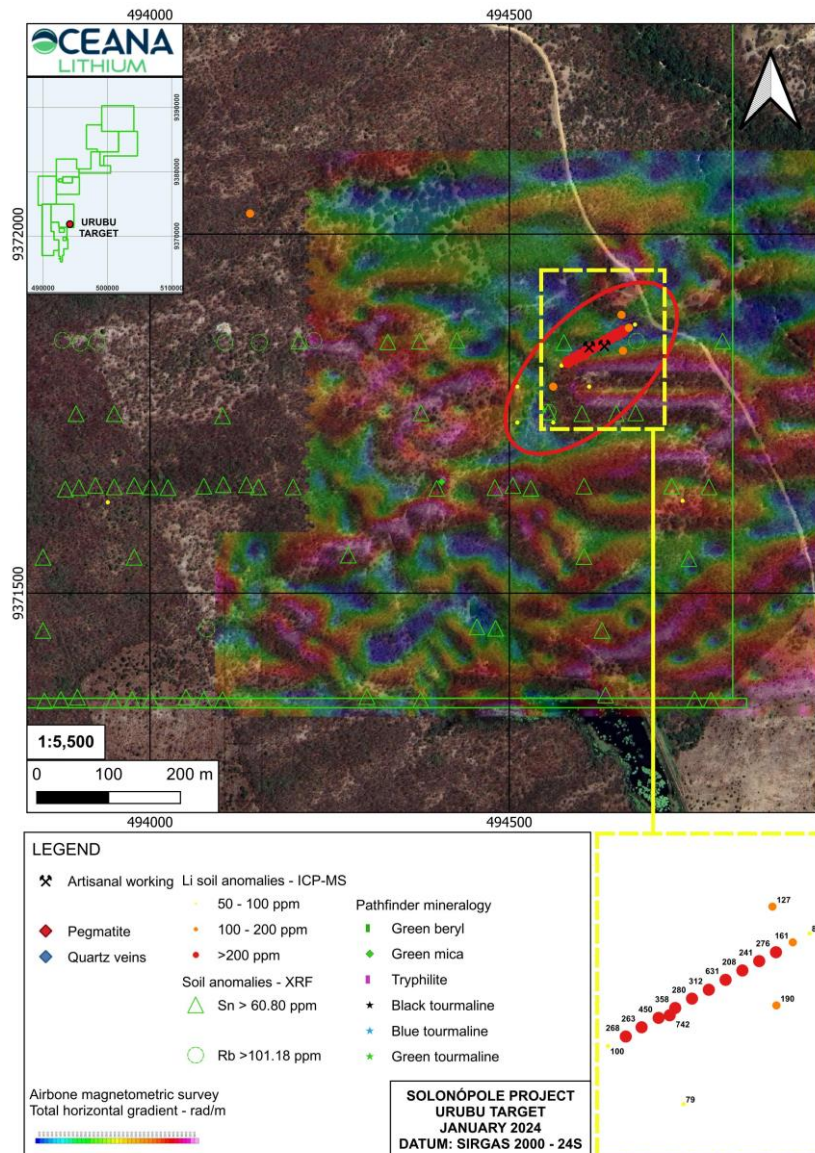 494000
494500
OCEANA
LITHIUM
9390000
9380000
9370000
490000
500000
510000
URUBU
TARGET
9372000
9371500
1:5,500
0
100
200 m
494000
494500
LEGEND
Artisanal working
Pegmatite
Quartz veins
Li soil anomalies - ICP-MS
50 - 100 ppm
100 - 200 ppm
>200 ppm
Soil anomalies - XRF
Sn > 60.80 ppm
Rb >101.18 ppm
Pathfinder mineralogy
Green beryl
Green mica
Tryphilite
Black tourmaline
Blue tourmaline
Green tourmaline
Airbone magnetometric survey
Total horizontal gradient - rad/m
SOLONÓPOLE PROJECT
URUBU TARGET
JANUARY 2024
DATUM: SIRGAS 2000 - 24S
127
161
276
241
208
631
312
280
358
742
450
263
268
100
190
79